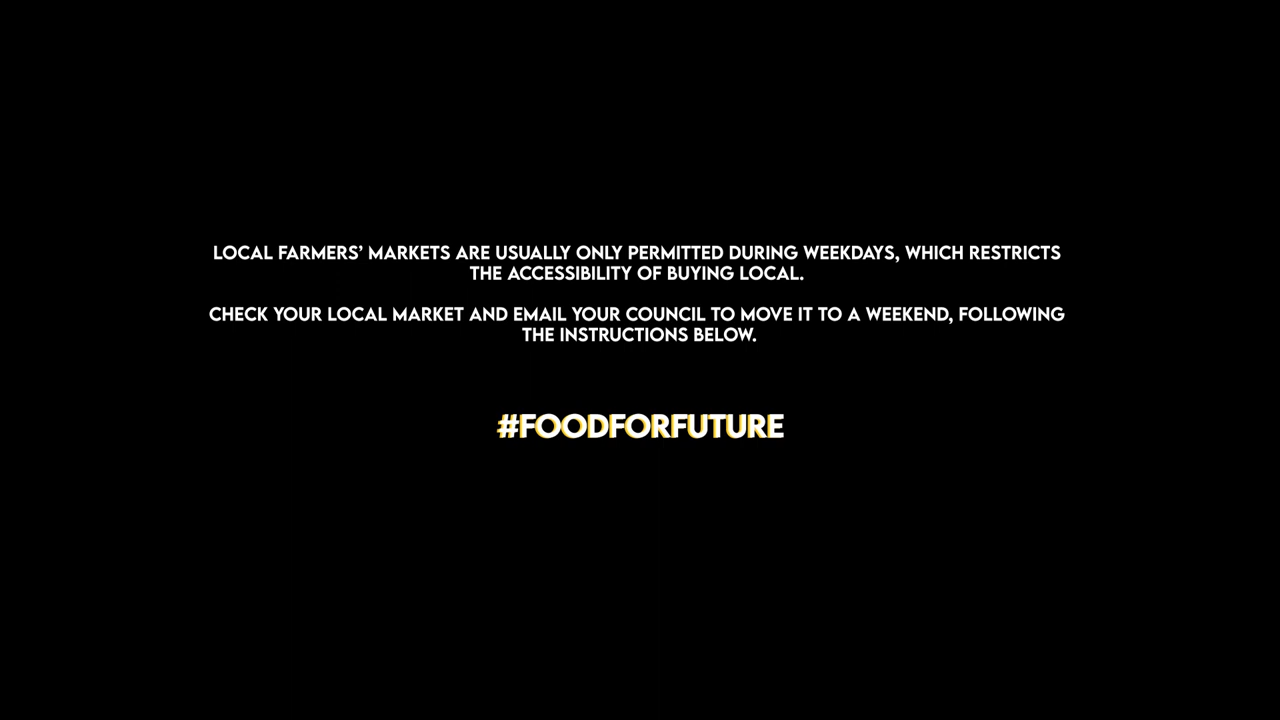 LOCAL FARMERS’ MARKETS ARE USUALLY ONLY PERMITTED DURING WEEKDAYS, WHICH RESTRICTS
THE ACCESSIBILITY OF BUYING LOCAL.
CHECK YOUR LOCAL MARKET AND EMAIL YOUR COUNCIL TO MOVE IT TO A WEEKEND, FOLLOWING
THE INSTRUCTIONS BELOW.
#FOODFORFUTURE